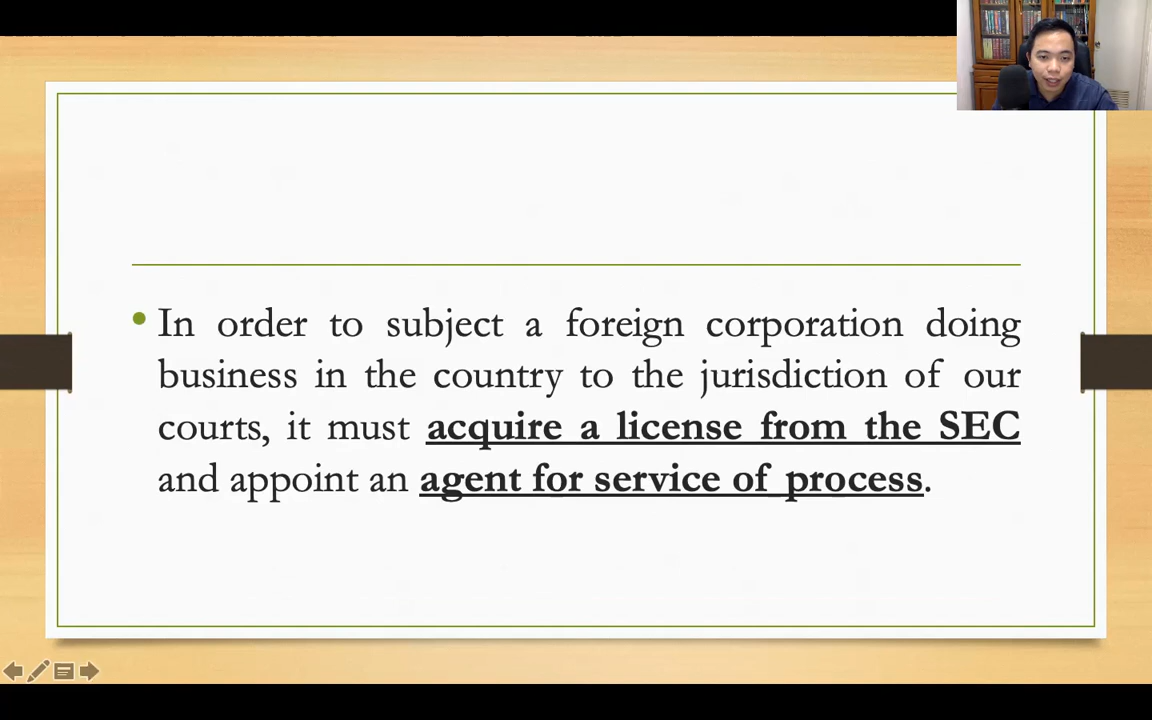 • In order to subject a foreign corporation doing
business in the country to the jurisdiction of our
courts, it must acquire a license from the SEC
and appoint an agent for service of process.